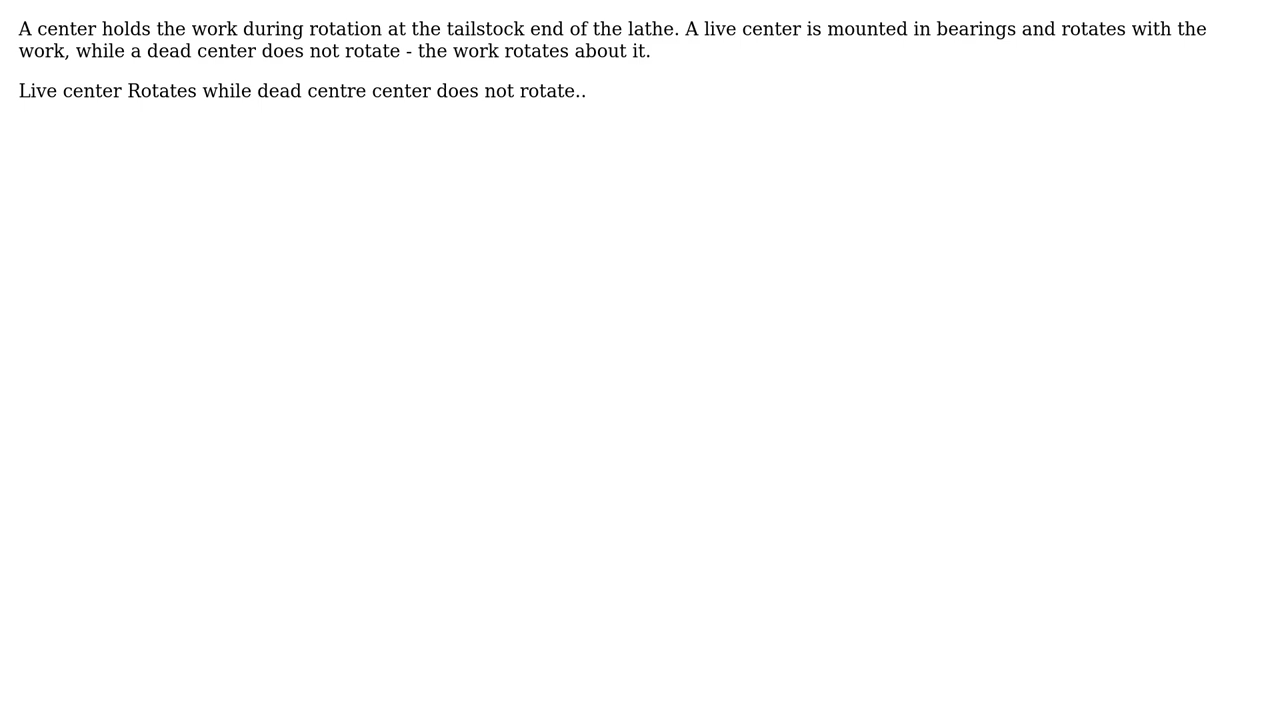 A center holds the work during rotation at the tailstock end of the lathe. A live center is mounted in bearings and rotates with the
work, while a dead center does not rotate - the work rotates about it.
Live center Rotates while dead centre center does not rotate..